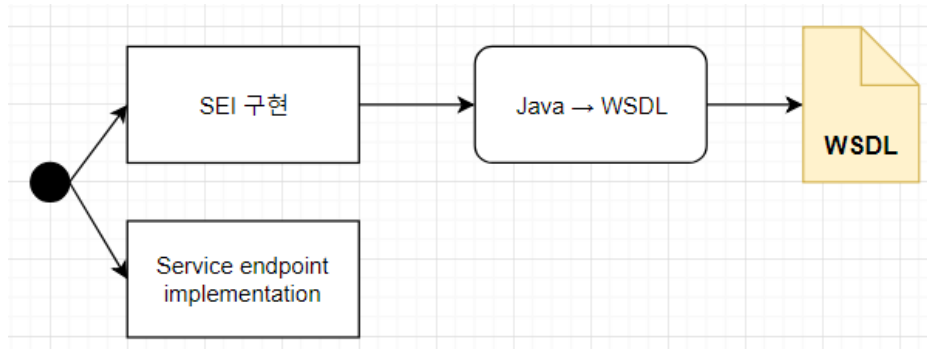 SEI 구현
Java → WSDL
WSDL
Service endpoint
implementation